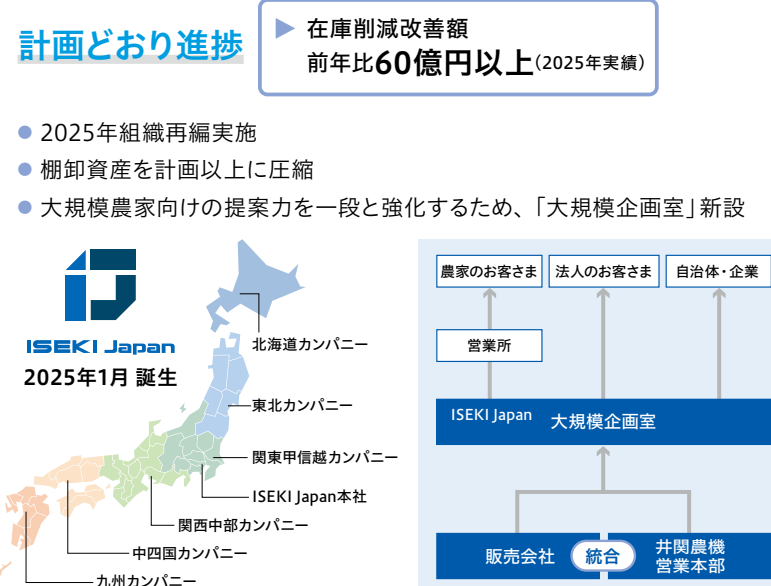 計画どおり進捗
▶ 在庫削減改善額
前年比60億円以上(2025年実績)
● 2025年組織再編実施
● 棚卸資産を計画以上に圧縮
● 大規模農家向けの提案力を一段と強化するため、「大規模企画室」新設
ISEKI Japan
2025年1月 誕生
北海道カンパニー
東北カンパニー
関東甲信越カンパニー
ISEKI Japan本社
関西中部カンパニー
中四国カンパニー
九州カンパニー
農家のお客さま
法人のお客さま
自治体・企業
営業所
ISEKI Japan 大規模企画室
販売会社
統合
井関農機
営業本部